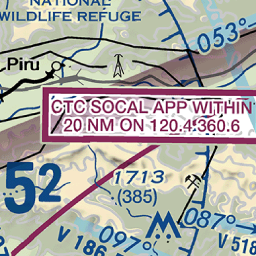 NATIONAL
WILDLIFE REFUGE
053°
Piru
CTC SOCAL APP WITHIN
20 NM ON 120.4 360.6
52
1713
(385)
087°
097°
V 186
V 518